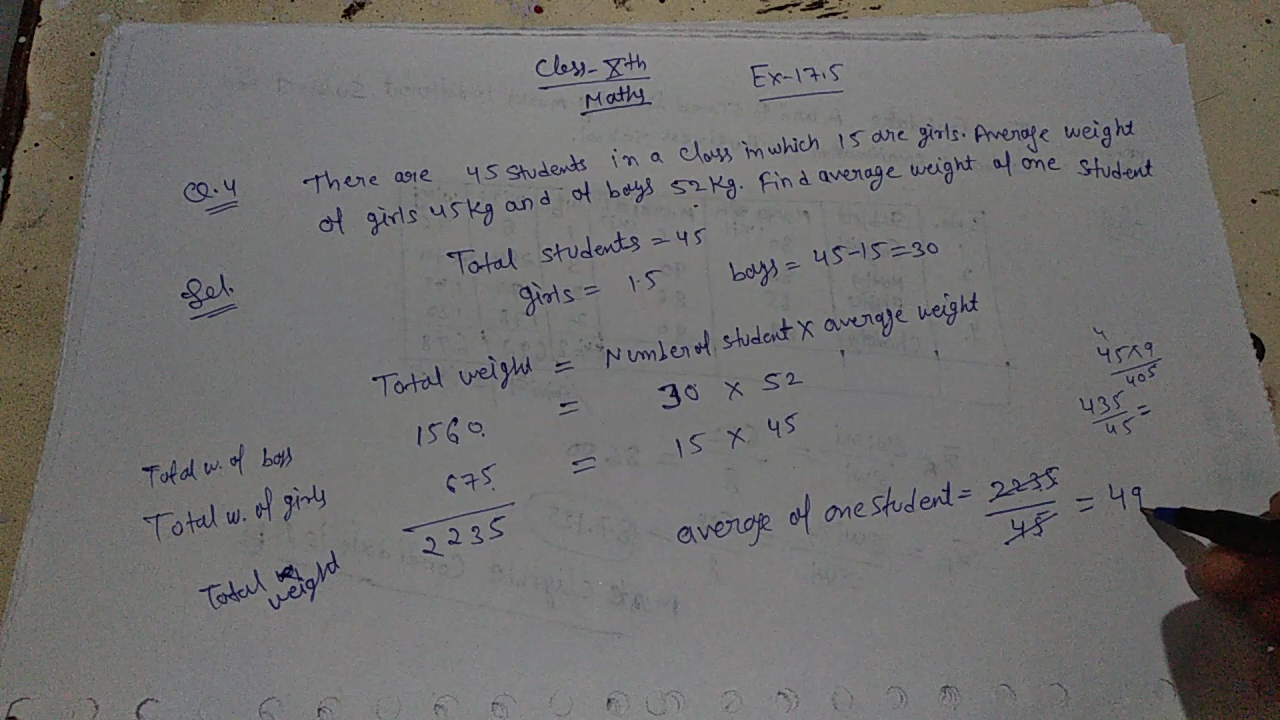 Class-Xth
Maths
Ex-17.5
Q.4 There are 45 students in a class in which 15 are girls. Average weight
of girls 45 kg and of boys 52 kg. Find average weight of one student
Sol. Total students = 45
girls = 15 boys = 45-15=30
Total weight = Number of student × average weight
Total w. of boys 1560. = 30 × 52
Total w. of girls 675. = 15 × 45
Total weight 2235
average of one student = 2235/45 = 49
4
45×9
405
435/45 =